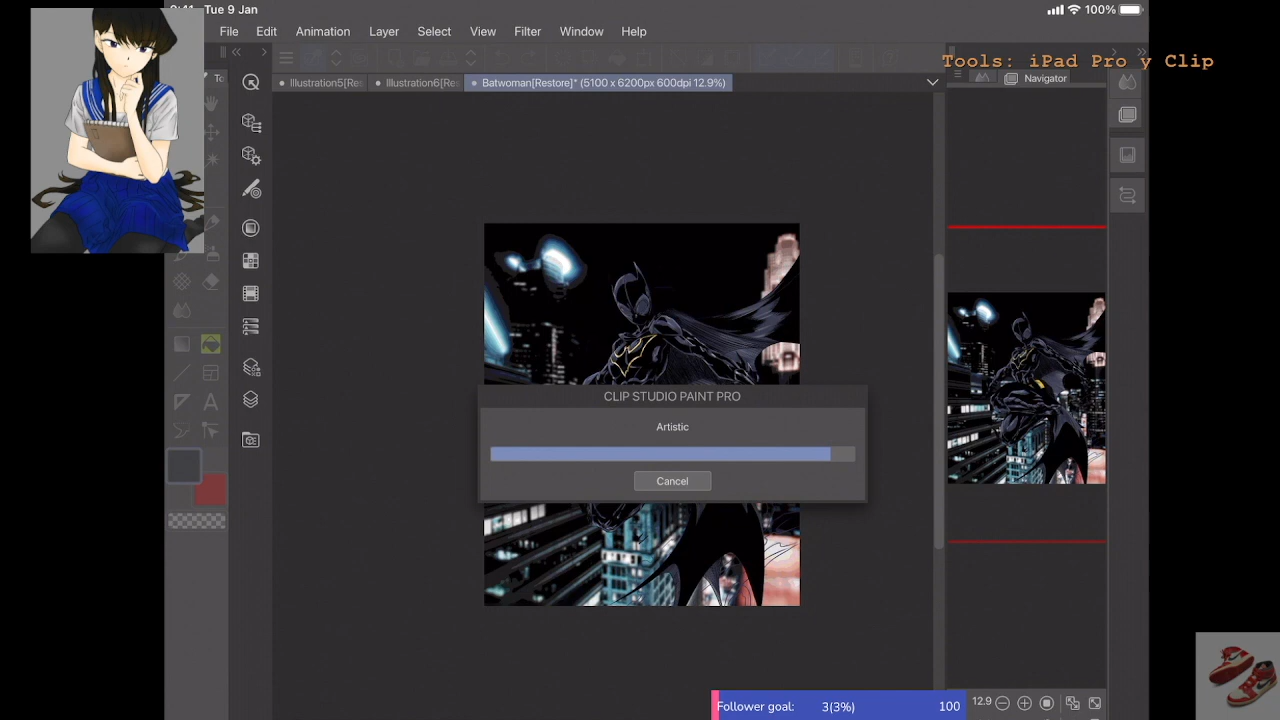 Tue 9 Jan
100%
File Edit Animation Layer Select View Filter Window Help
Tools: iPad Pro y Clip
Illustration5[Re Illustration6[Res Batwoman[Restore]* (5100 x 6200px 600dpi 12.9%)
Navigator
CLIP STUDIO PAINT PRO
Artistic
Cancel
12.9
Follower goal: 3(3%) 100